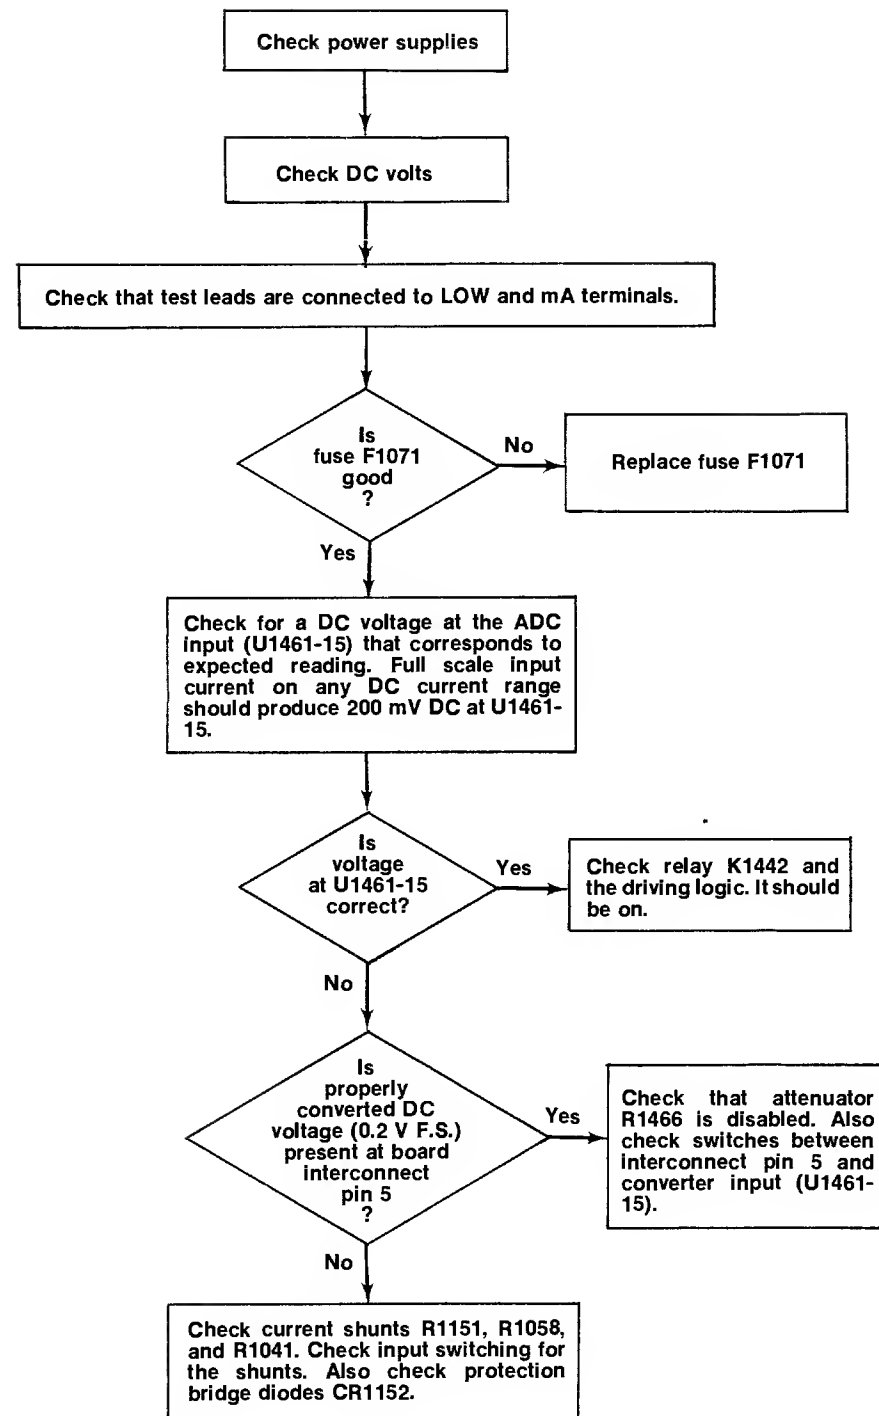 Check power supplies
Check DC volts
Check that test leads are connected to LOW and mA terminals.
Is
fuse F1071
good
?
No
Replace fuse F1071
Yes
Check for a DC voltage at the ADC
input (U1461-15) that corresponds to
expected reading. Full scale input
current on any DC current range
should produce 200 mV DC at U1461-
15.
Is
voltage
at U1461-15
correct?
Yes
Check relay K1442 and
the driving logic. It should
be on.
No
Is
properly
converted DC
voltage (0.2 V F.S.)
present at board
interconnect
pin 5
?
Yes
Check that attenuator
R1466 is disabled. Also
check switches between
interconnect pin 5 and
converter input (U1461-
15).
No
Check current shunts R1151, R1058,
and R1041. Check input switching for
the shunts. Also check protection
bridge diodes CR1152.